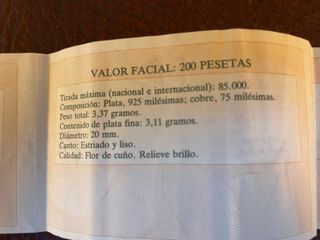 VALOR FACIAL: 200 PESETAS
Tirada máxima (nacional e internacional): 85.000.
Composición: Plata, 925 milésimas; cobre, 75 milésimas.
Peso total: 3,37 gramos.
Contenido de plata fina: 3,11 gramos.
Diámetro: 20 mm.
Canto: Estriado y liso.
Calidad: Flor de cuño. Relieve brillo.